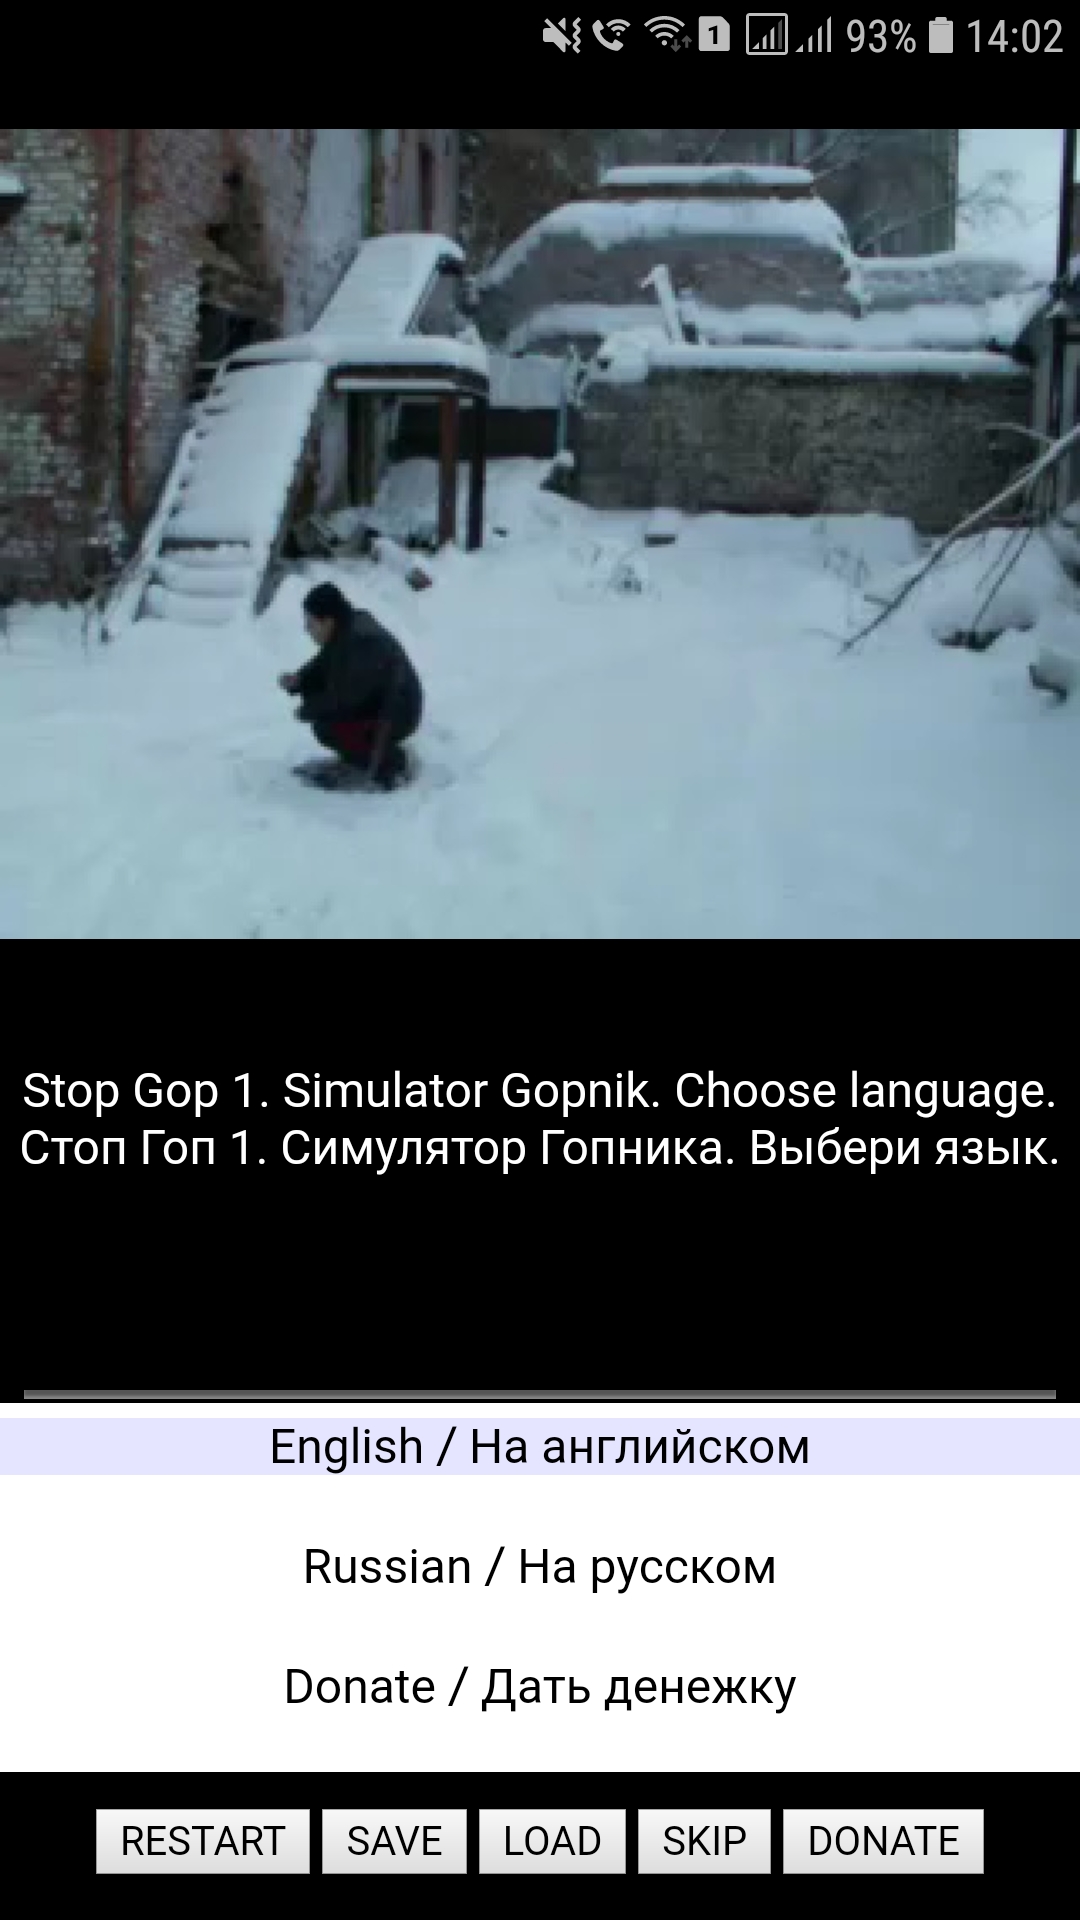 1 93% 14:02
Stop Gop 1. Simulator Gopnik. Choose language.
Стоп Гоп 1. Симулятор Гопника. Выбери язык.
English / На английском
Russian / На русском
Donate / Дать денежку
RESTART SAVE LOAD SKIP DONATE